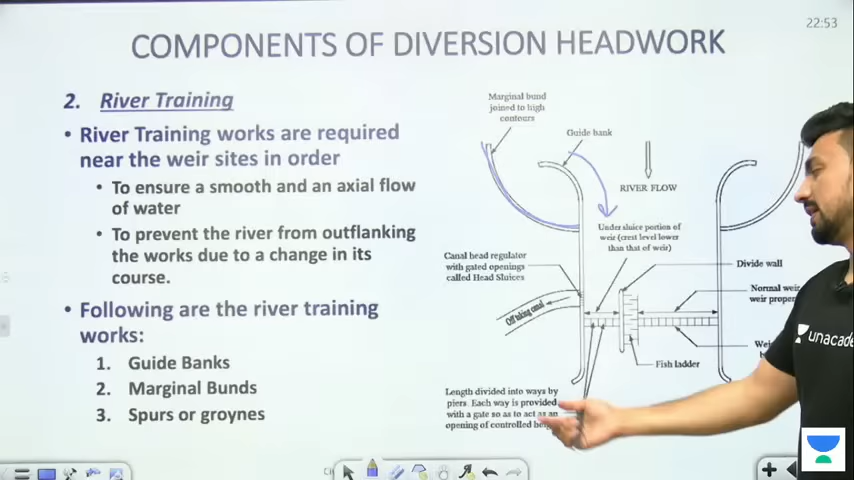 22:53
COMPONENTS OF DIVERSION HEADWORK
2. River Training
• River Training works are required
near the weir sites in order
• To ensure a smooth and an axial flow
of water
• To prevent the river from outflanking
the works due to a change in its
course.
• Following are the river training
works:
1. Guide Banks
2. Marginal Bunds
3. Spurs or groynes
Marginal bund
joined to high
contours
Guide bank
RIVER FLOW
Under sluice portion of
weir (crest level lower
than that of weir)
Canal head regulator
with gated openings
called Head Sluices
Divide wall
Normal weir
weir proper
Off taking canal
Fish ladder
Length divided into ways by
piers. Each way is provided
with a gate so as to act as an
opening of controlled
unacade